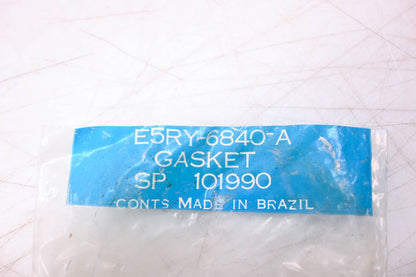 E5RY-6840-A
GASKET
SP 101990
CONTS MADE IN BRAZIL